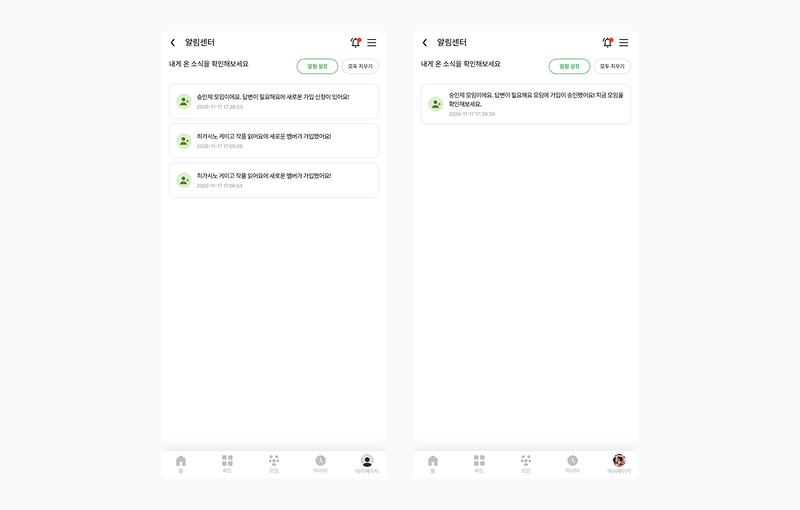 알림센터
내게 온 소식을 확인해보세요
알림 설정
모두 지우기
승인제 모임이에요. 답변이 필요해요에 새로운 가입 신청이 있어요!
2026-11-17 17:38:23
히가시노 게이고 작품 읽어요에 새로운 멤버가 가입했어요!
2026-11-17 17:09:26
히가시노 게이고 작품 읽어요에 새로운 멤버가 가입했어요!
2026-11-17 17:06:54
홈
피드
모임
타이머
마이페이지
알림센터
내게 온 소식을 확인해보세요
알림 설정
모두 지우기
승인제 모임이에요. 답변이 필요해요 모임에 가입이 승인됐어요! 지금 모임을
확인해보세요.
2026-11-17 17:38:39
홈
피드
모임
타이머
마이페이지